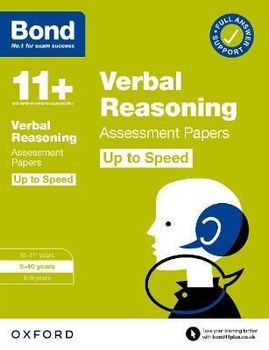 Bond
No.1 for exam success
11+
Verbal
Reasoning
Assessment
Papers
Up to Speed
10-11+ years
9-10 years
8-9 years
FULL ANSWER
SUPPORT
Verbal
Reasoning
Assessment Papers
Up to Speed
OXFORD
Take your learning further
with bond11plus.co.uk